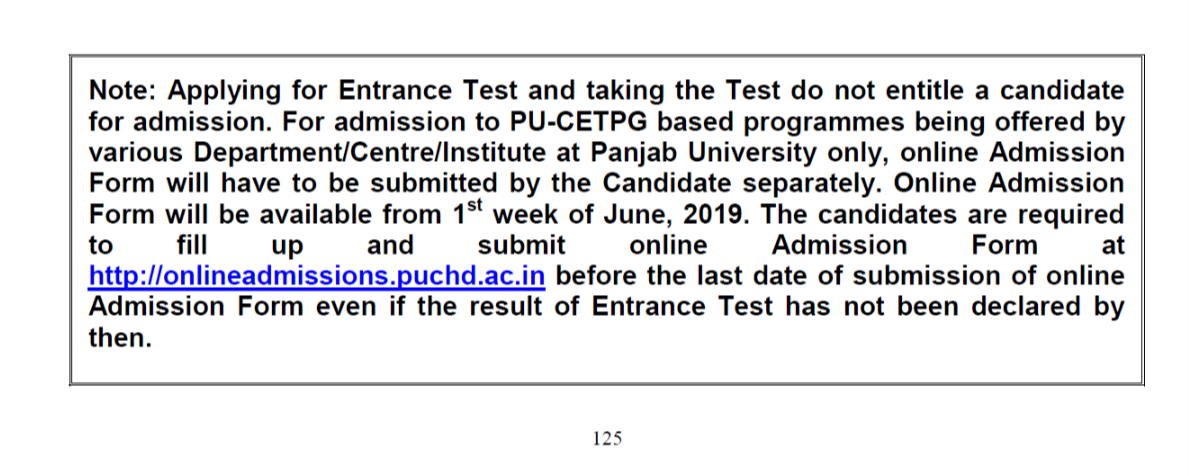 Note: Applying for Entrance Test and taking the Test do not entitle a candidate
for admission. For admission to PU-CETPG based programmes being offered by
various Department/Centre/Institute at Panjab University only, online Admission
Form will have to be submitted by the Candidate separately. Online Admission
Form will be available from 1st week of June, 2019. The candidates are required
to fill up and submit online Admission Form at
http://onlineadmissions.puchd.ac.in before the last date of submission of online
Admission Form even if the result of Entrance Test has not been declared by
then.
125